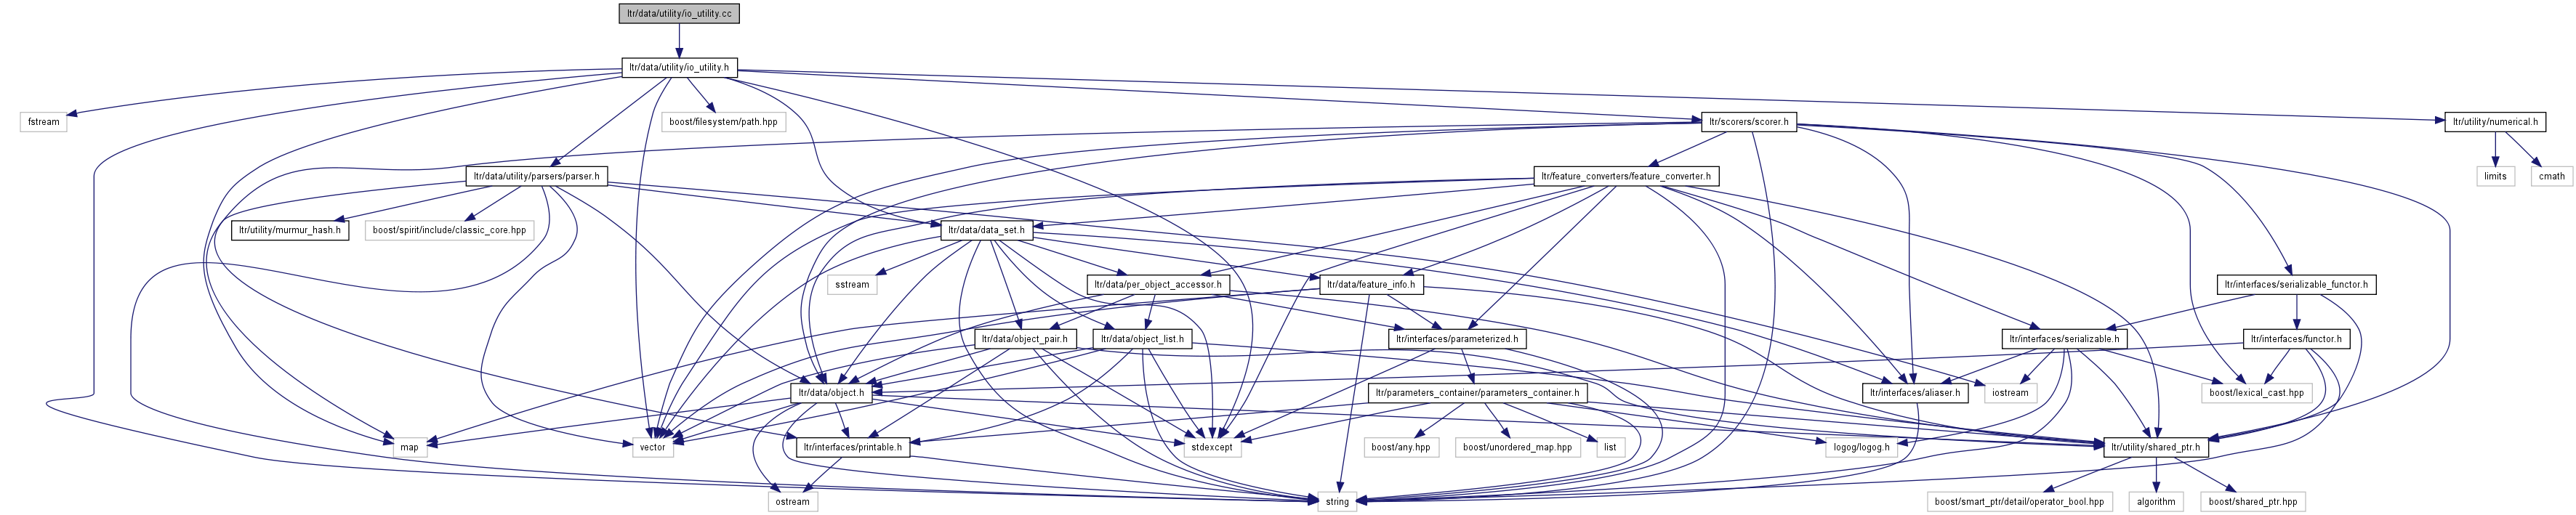 ltr/data/utility/io_utility.cc
ltr/data/utility/io_utility.h
fstream
boost/filesystem/path.hpp
ltr/scorers/scorer.h
ltr/utility/numerical.h
ltr/data/utility/parsers/parser.h
ltr/feature_converters/feature_converter.h
limits
cmath
ltr/utility/murmur_hash.h
boost/spirit/include/classic_core.hpp
ltr/data/data_set.h
sstream
ltr/data/per_object_accessor.h
ltr/data/feature_info.h
ltr/interfaces/serializable_functor.h
ltr/data/object_pair.h
ltr/data/object_list.h
ltr/interfaces/parameterized.h
ltr/interfaces/serializable.h
ltr/interfaces/functor.h
ltr/data/object.h
ltr/parameters_container/parameters_container.h
ltr/interfaces/aliaser.h
iostream
boost/lexical_cast.hpp
map
vector
ltr/interfaces/printable.h
stdexcept
boost/any.hpp
boost/unordered_map.hpp
list
logog/logog.h
ltr/utility/shared_ptr.h
ostream
string
boost/smart_ptr/detail/operator_bool.hpp
algorithm
boost/shared_ptr.hpp